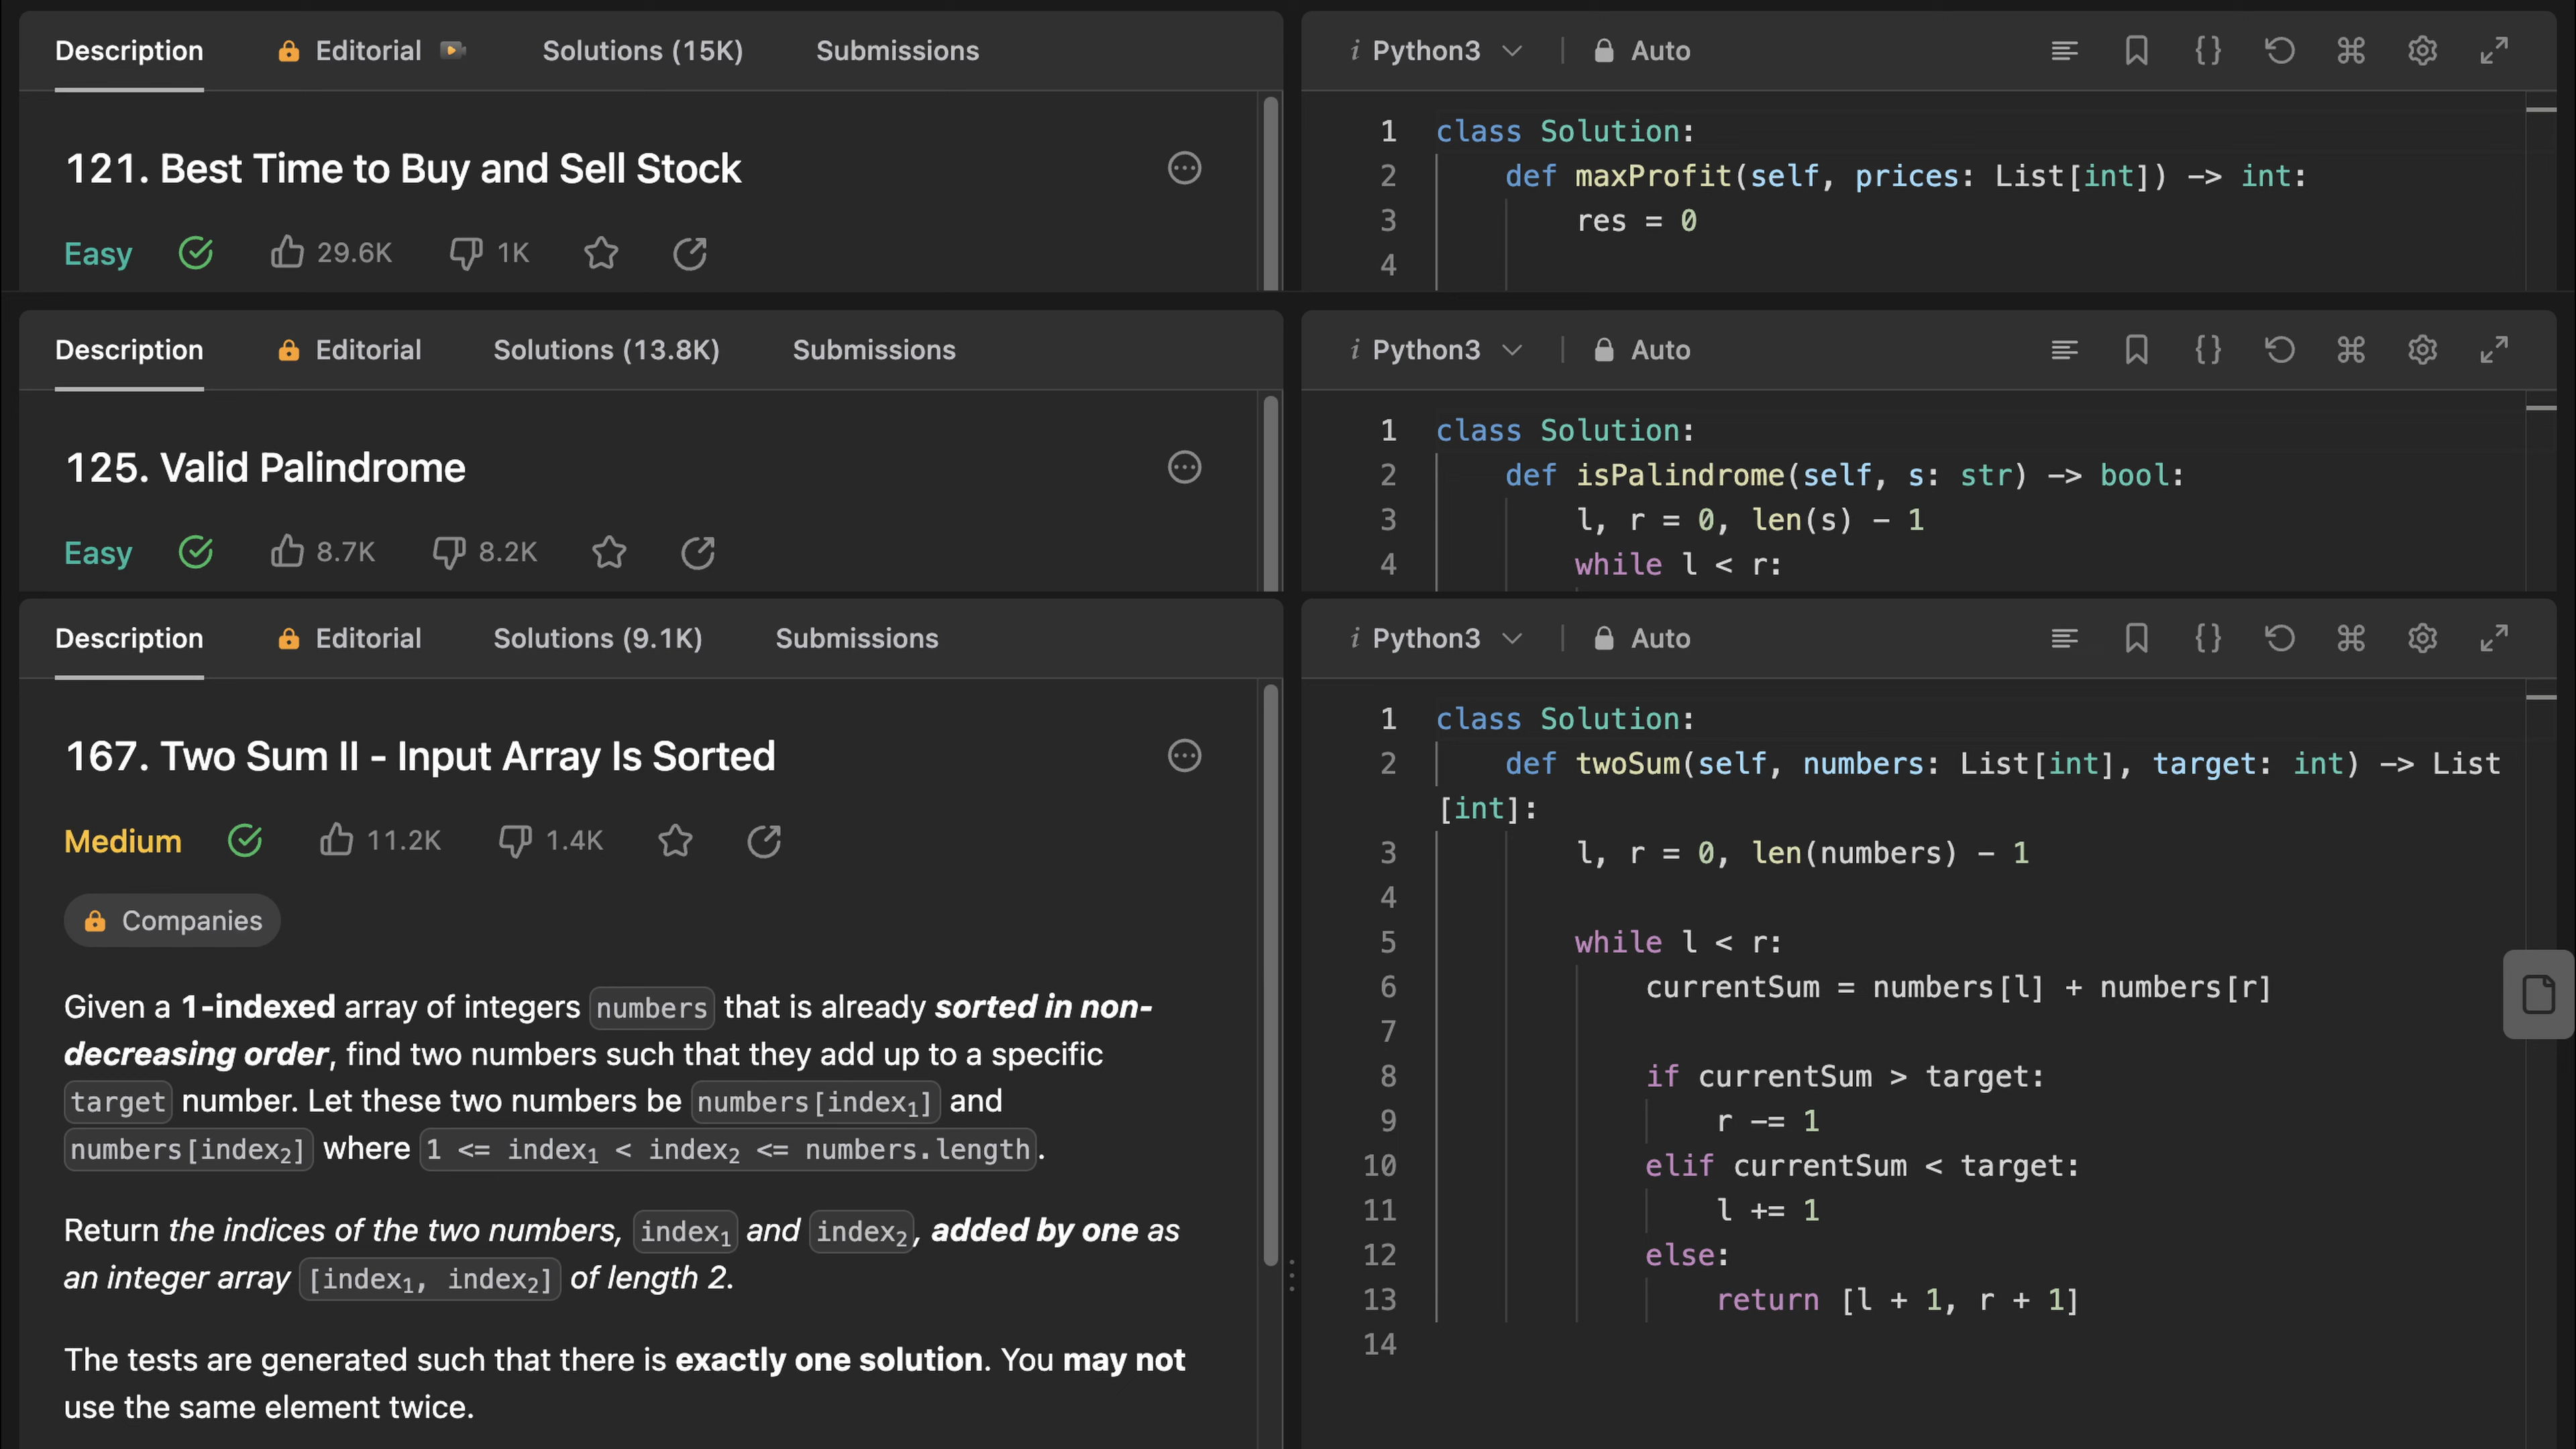 Description Editorial Solutions (15K) Submissions
121. Best Time to Buy and Sell Stock
Easy 29.6K 1K
i Python3 Auto
1 class Solution:
2 def maxProfit(self, prices: List[int]) -> int:
3 res = 0
4
Description Editorial Solutions (13.8K) Submissions
125. Valid Palindrome
Easy 8.7K 8.2K
i Python3 Auto
1 class Solution:
2 def isPalindrome(self, s: str) -> bool:
3 l, r = 0, len(s) - 1
4 while l < r:
Description Editorial Solutions (9.1K) Submissions
167. Two Sum II - Input Array Is Sorted
Medium 11.2K 1.4K
Companies
Given a 1-indexed array of integers numbers that is already sorted in non-
decreasing order, find two numbers such that they add up to a specific
target number. Let these two numbers be numbers[index₁] and
numbers[index₂] where 1 <= index₁ < index₂ <= numbers.length.
Return the indices of the two numbers, index₁ and index₂, added by one as
an integer array [index₁, index₂] of length 2.
The tests are generated such that there is exactly one solution. You may not
use the same element twice.
i Python3 Auto
1 class Solution:
2 def twoSum(self, numbers: List[int], target: int) -> List
[int]:
3 l, r = 0, len(numbers) - 1
4
5 while l < r:
6 currentSum = numbers[l] + numbers[r]
7
8 if currentSum > target:
9 r -= 1
10 elif currentSum < target:
11 l += 1
12 else:
13 return [l + 1, r + 1]
14